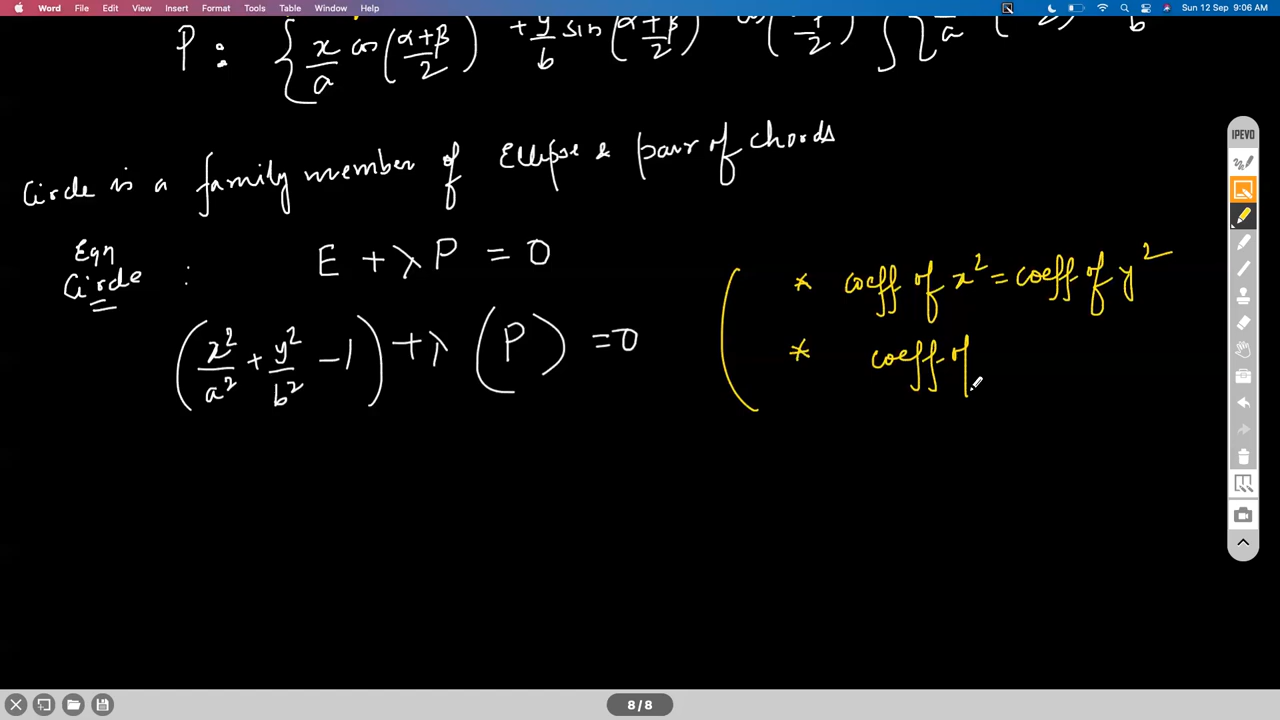 Word File Edit Insert Format Tools Table Window Help Sun 12 Sep 9:06 AM
P : { x/a cos(α+β/2) + y/b sin(α+β/2)
Circle is a family member of Ellipse & pair of chords
Eqn
Circle : E + λP = 0
(x²/a² + y²/b² - 1) + λ(P) = 0
* coeff of x² = coeff of y²
* coeff of
IPEVO
8/8